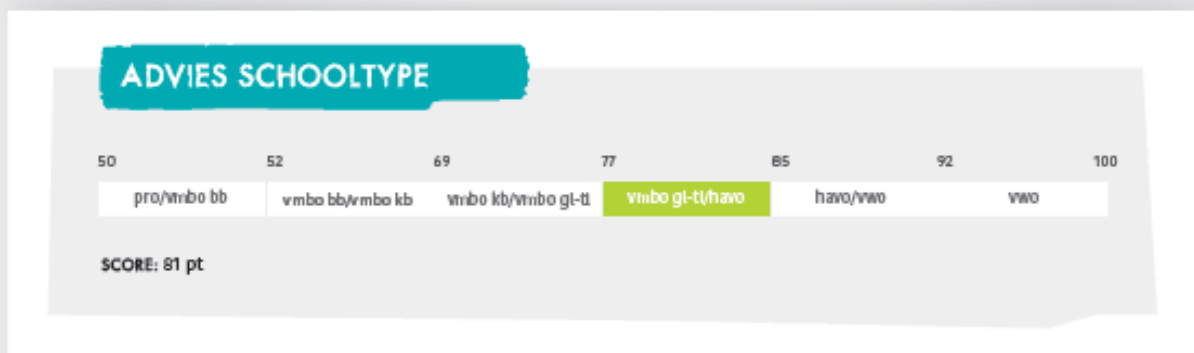 ADVIES SCHOOLTYPE
50 52 69 77 85 92 100
pro/vmbo bb vmbo bb/vmbo kb vmbo kb/vmbo gl-tl vmbo gl-tl/havo havo/vwo vwo
SCORE: 81 pt